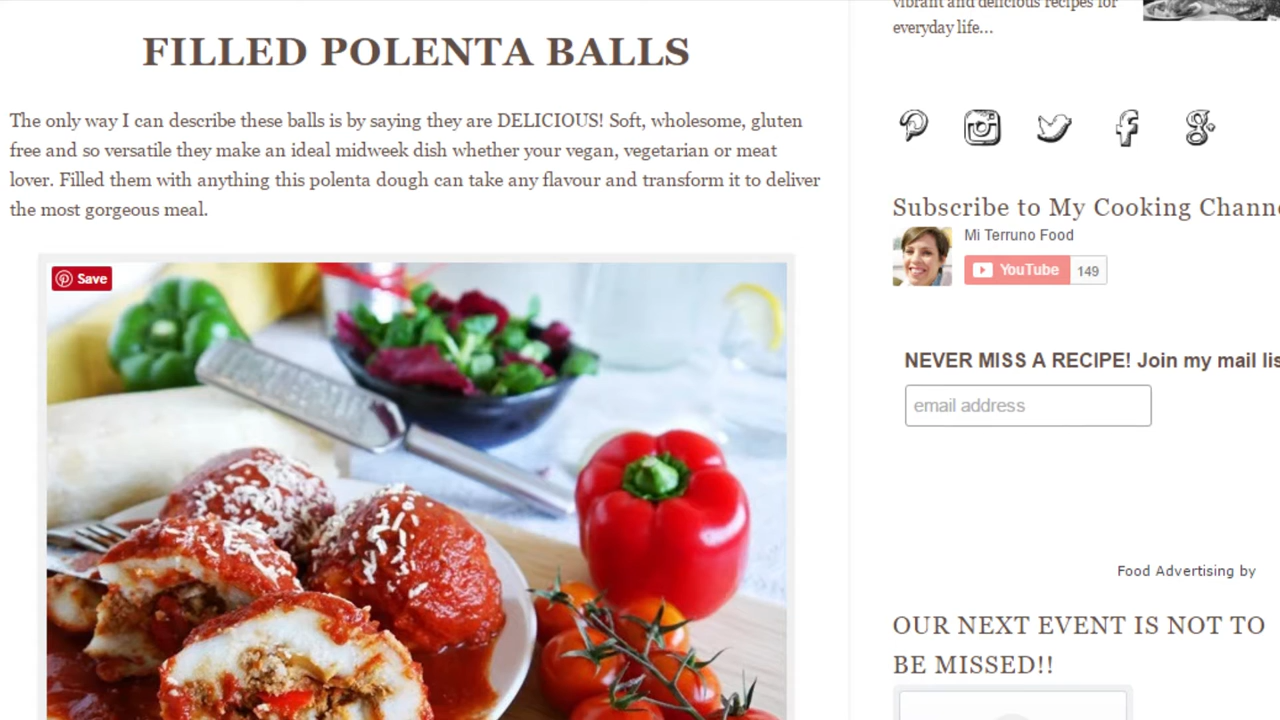 FILLED POLENTA BALLS
The only way I can describe these balls is by saying they are DELICIOUS! Soft, wholesome, gluten
free and so versatile they make an ideal midweek dish whether your vegan, vegetarian or meat
lover. Filled them with anything this polenta dough can take any flavour and transform it to deliver
the most gorgeous meal.
Save
vibrant and delicious recipes for
everyday life...
Subscribe to My Cooking Chann
Mi Terruno Food
YouTube 149
NEVER MISS A RECIPE! Join my mail lis
email address
Food Advertising by
OUR NEXT EVENT IS NOT TO
BE MISSED!!